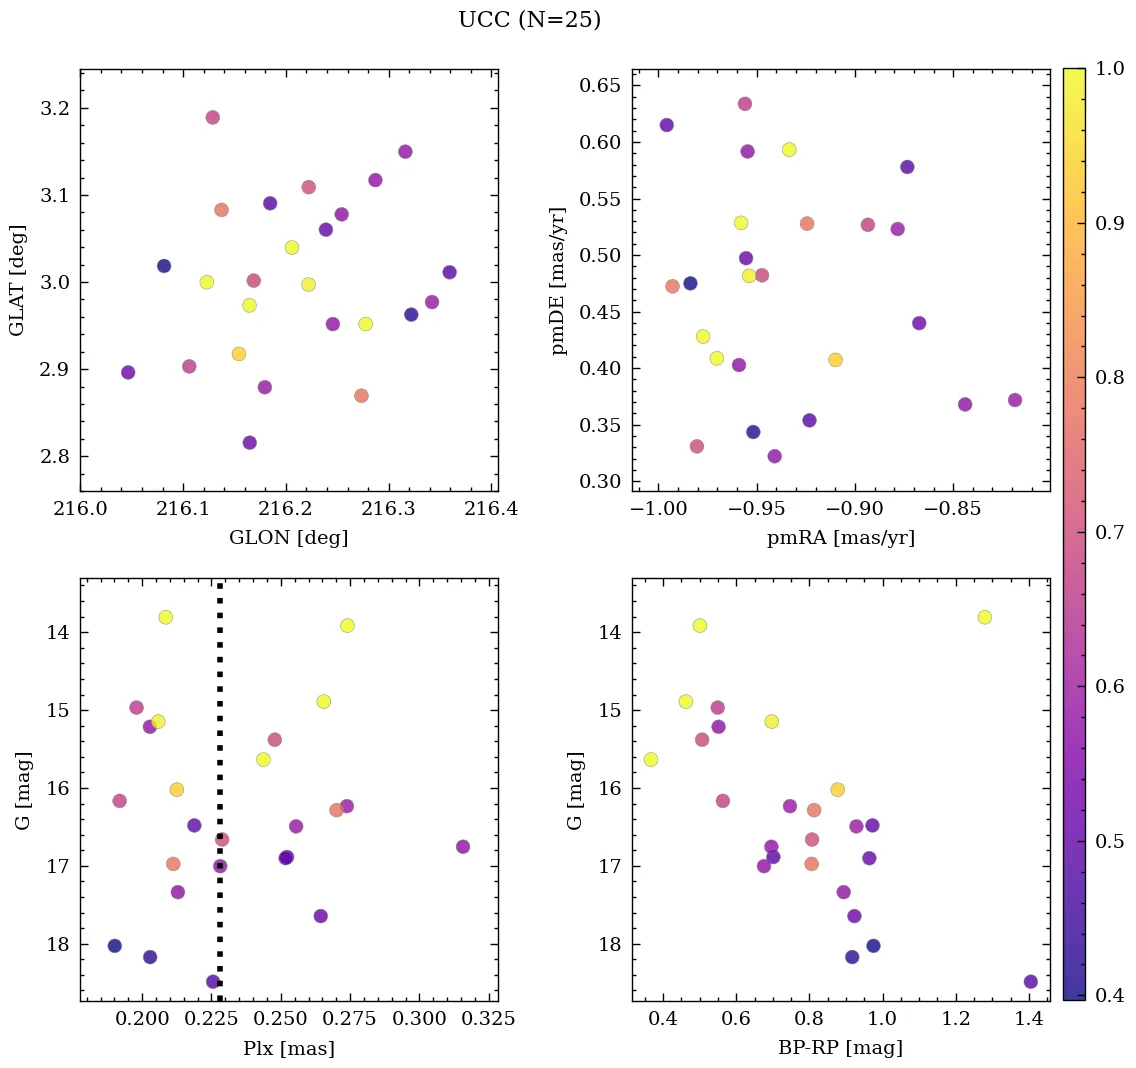 UCC (N=25)
3.2
3.1
3.0
2.9
2.8
GLAT [deg]
216.0 216.1 216.2 216.3 216.4
GLON [deg]
0.65
0.60
0.55
0.50
0.45
0.40
0.35
0.30
pmDE [mas/yr]
−1.00 −0.95 −0.90 −0.85
pmRA [mas/yr]
1.0
0.9
0.8
0.7
0.6
0.5
0.4
14
15
16
17
18
G [mag]
0.200 0.225 0.250 0.275 0.300 0.325
Plx [mas]
14
15
16
17
18
G [mag]
0.4 0.6 0.8 1.0 1.2 1.4
BP-RP [mag]